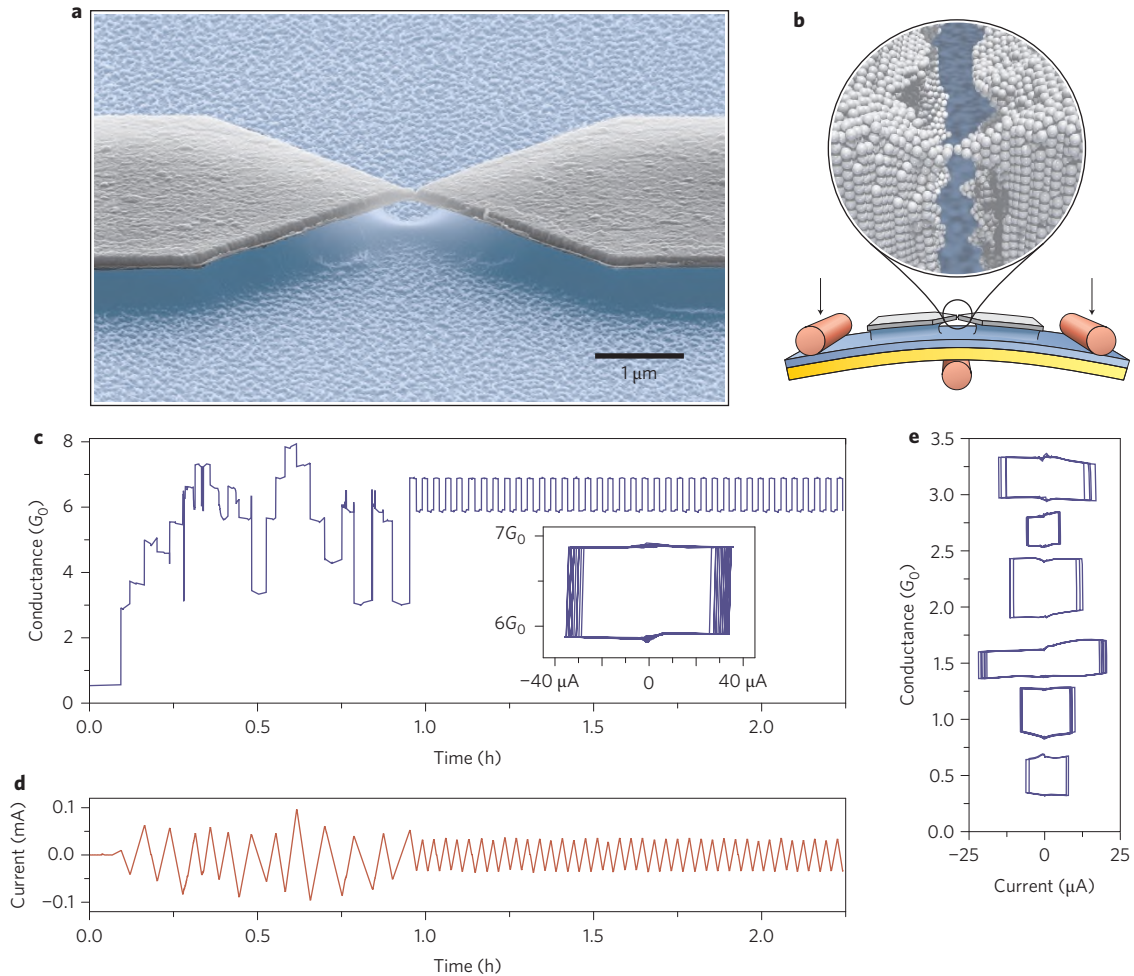 a
1 µm
b
c
8
6
4
2
0
Conductance (G0)
0.0
0.5
1.0
1.5
2.0
Time (h)
7G0
6G0
−40 µA
0
40 µA
d
0.1
0.0
−0.1
Current (mA)
0.0
0.5
1.0
1.5
2.0
Time (h)
e
3.5
3.0
2.5
2.0
1.5
1.0
0.5
0.0
Conductance (G0)
−25
0
25
Current (µA)